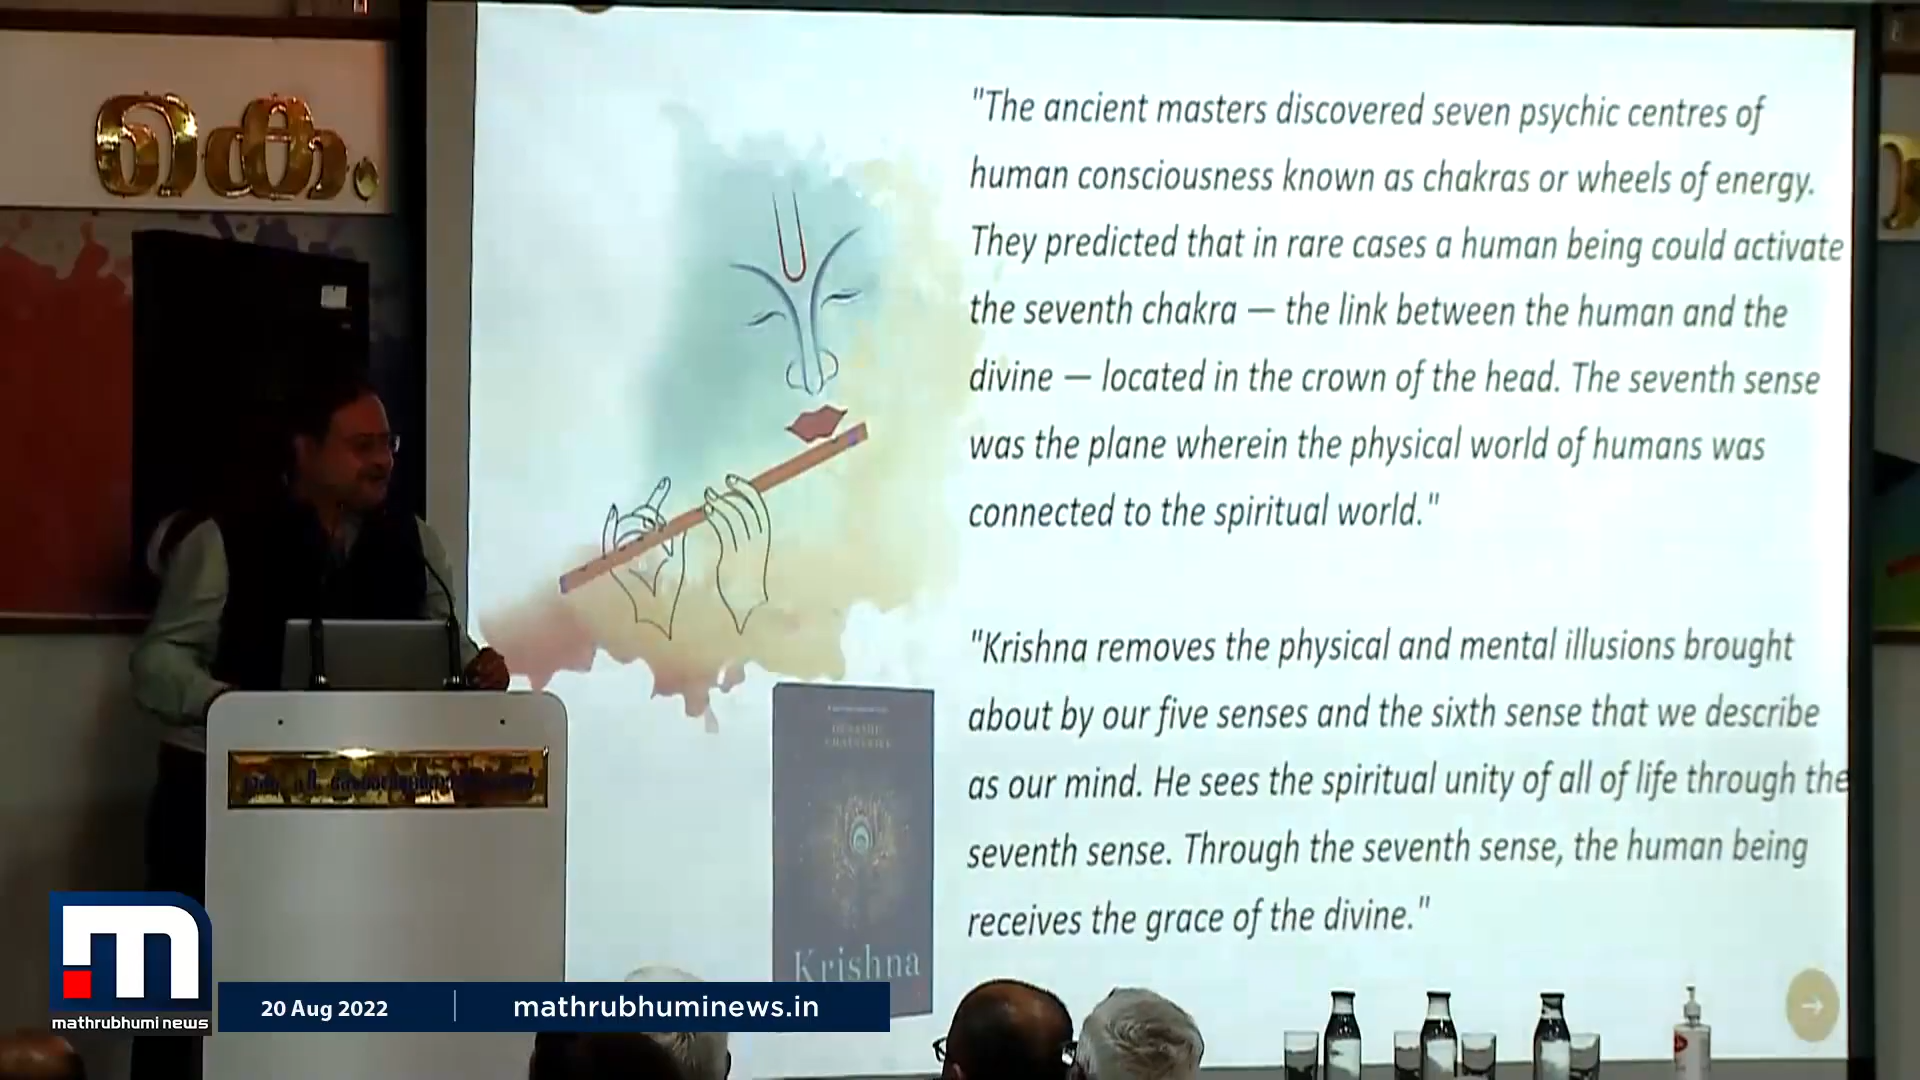 കെ.
"The ancient masters discovered seven psychic centres of
human consciousness known as chakras or wheels of energy.
They predicted that in rare cases a human being could activate
the seventh chakra — the link between the human and the
divine — located in the crown of the head. The seventh sense
was the plane wherein the physical world of humans was
connected to the spiritual world."
"Krishna removes the physical and mental illusions brought
about by our five senses and the sixth sense that we describe
as our mind. He sees the spiritual unity of all of life through the
seventh sense. Through the seventh sense, the human being
receives the grace of the divine."
Krishna
mathrubhumi news
20 Aug 2022
mathrubhuminews.in